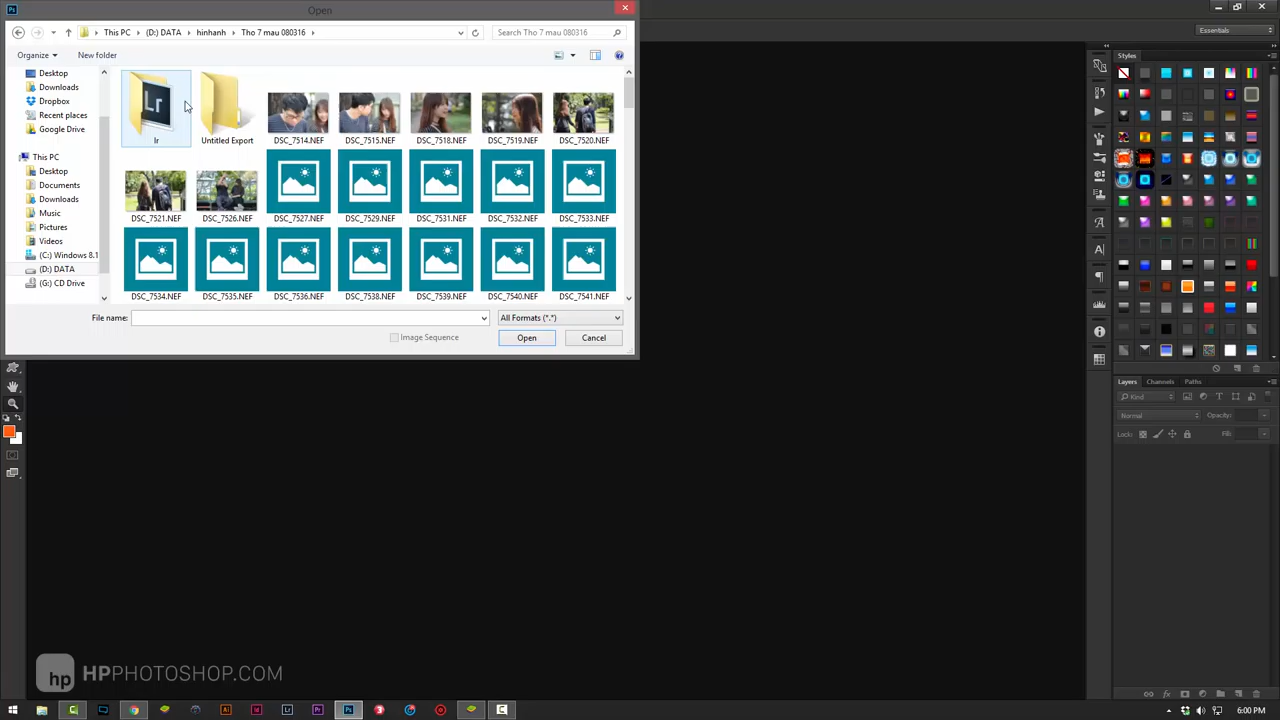 Open
This PC
(D:) DATA
hinhanh
Tho 7 mau 080316
Search Tho 7 mau 080316
Essentials
Organize
New folder
Styles
Desktop
Downloads
Dropbox
Recent places
Google Drive
This PC
Desktop
Documents
Downloads
Music
Pictures
Videos
(C:) Windows 8.1
(D:) DATA
(G:) CD Drive
Lr
lr
Untitled Export
DSC_7514.NEF
DSC_7515.NEF
DSC_7518.NEF
DSC_7519.NEF
DSC_7520.NEF
DSC_7521.NEF
DSC_7526.NEF
DSC_7527.NEF
DSC_7529.NEF
DSC_7531.NEF
DSC_7532.NEF
DSC_7533.NEF
DSC_7534.NEF
DSC_7535.NEF
DSC_7536.NEF
DSC_7538.NEF
DSC_7539.NEF
DSC_7540.NEF
DSC_7541.NEF
File name:
All Formats (*.*)
Image Sequence
Open
Cancel
Layers
Channels
Paths
Kind
Normal
Opacity:
Lock:
Fill:
hp HPPHOTOSHOP.COM
6:00 PM